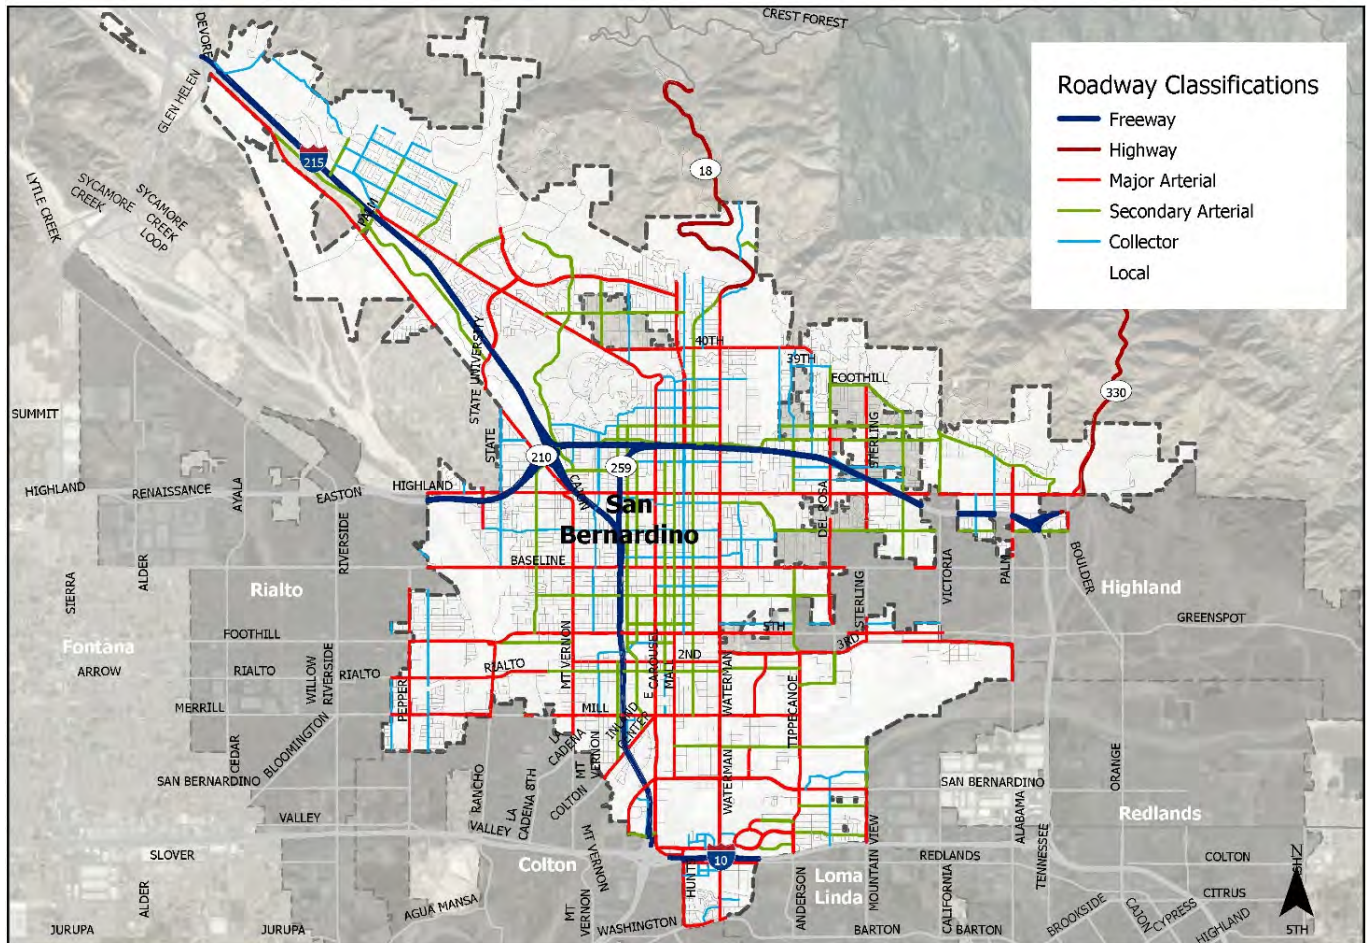 CREST FOREST
DEVORE
GLEN HELEN
Roadway Classifications
Freeway
Highway
Major Arterial
Secondary Arterial
Collector
Local
215
18
LYTLE CREEK
SYCAMORE
CREEK
SYCAMORE
CREEK
LOOP
PALM
STATE UNIVERSITY
40TH
39TH
FOOTHILL
330
SUMMIT
STATE
STERLING
210
259
CAJON
HIGHLAND
RENAISSANCE
AYALA
EASTON
HIGHLAND
San
Bernardino
DEL ROSA
RIVERSIDE
BASELINE
SIERRA
ALDER
Rialto
VICTORIA
PALM
BOULDER
Highland
STERLING
GREENSPOT
Fontana
FOOTHILL
5TH
3RD
ARROW
RIALTO
WILLOW
RIVERSIDE
RIALTO
RIALTO
MT VERNON
E
CAROUSEL
MALL
2ND
WATERMAN
TIPPECANOE
MERRILL
PEPPER
MILL
INLAND
CENTER
CEDAR
BLOOMINGTON
LA
CADENA
MT
VERNON
SAN BERNARDINO
RANCHO
LA
CADENA
8TH
COLTON
WATERMAN
SAN BERNARDINO
ORANGE
Redlands
VALLEY
VALLEY
MT VERNON
MOUNTAIN VIEW
ALABAMA
TENNESSEE
SLOVER
Colton
10
HUNTS
Loma
Linda
REDLANDS
COLTON
ALDER
AGUA MANSA
MT
VERNON
WASHINGTON
ANDERSON
CALIFORNIA
CITRUS
BROOKSIDE
CAJON
CYPRESS
HIGHLAND
JURUPA
JURUPA
BARTON
BARTON
5TH